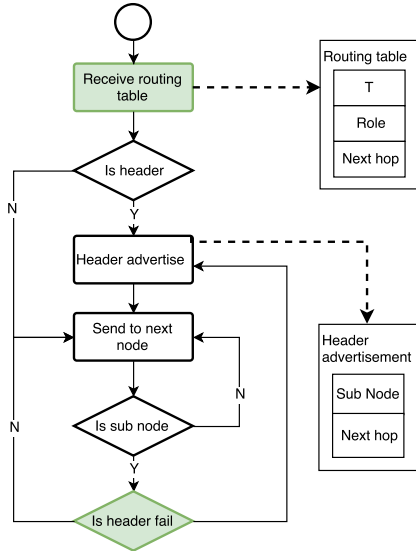 Receive routing
table
Routing table
T
Role
Next hop
Is header
N
Y
Header advertise
Send to next
node
Header
advertisement
Sub Node
Next hop
N
Is sub node
N
Y
Is header fail